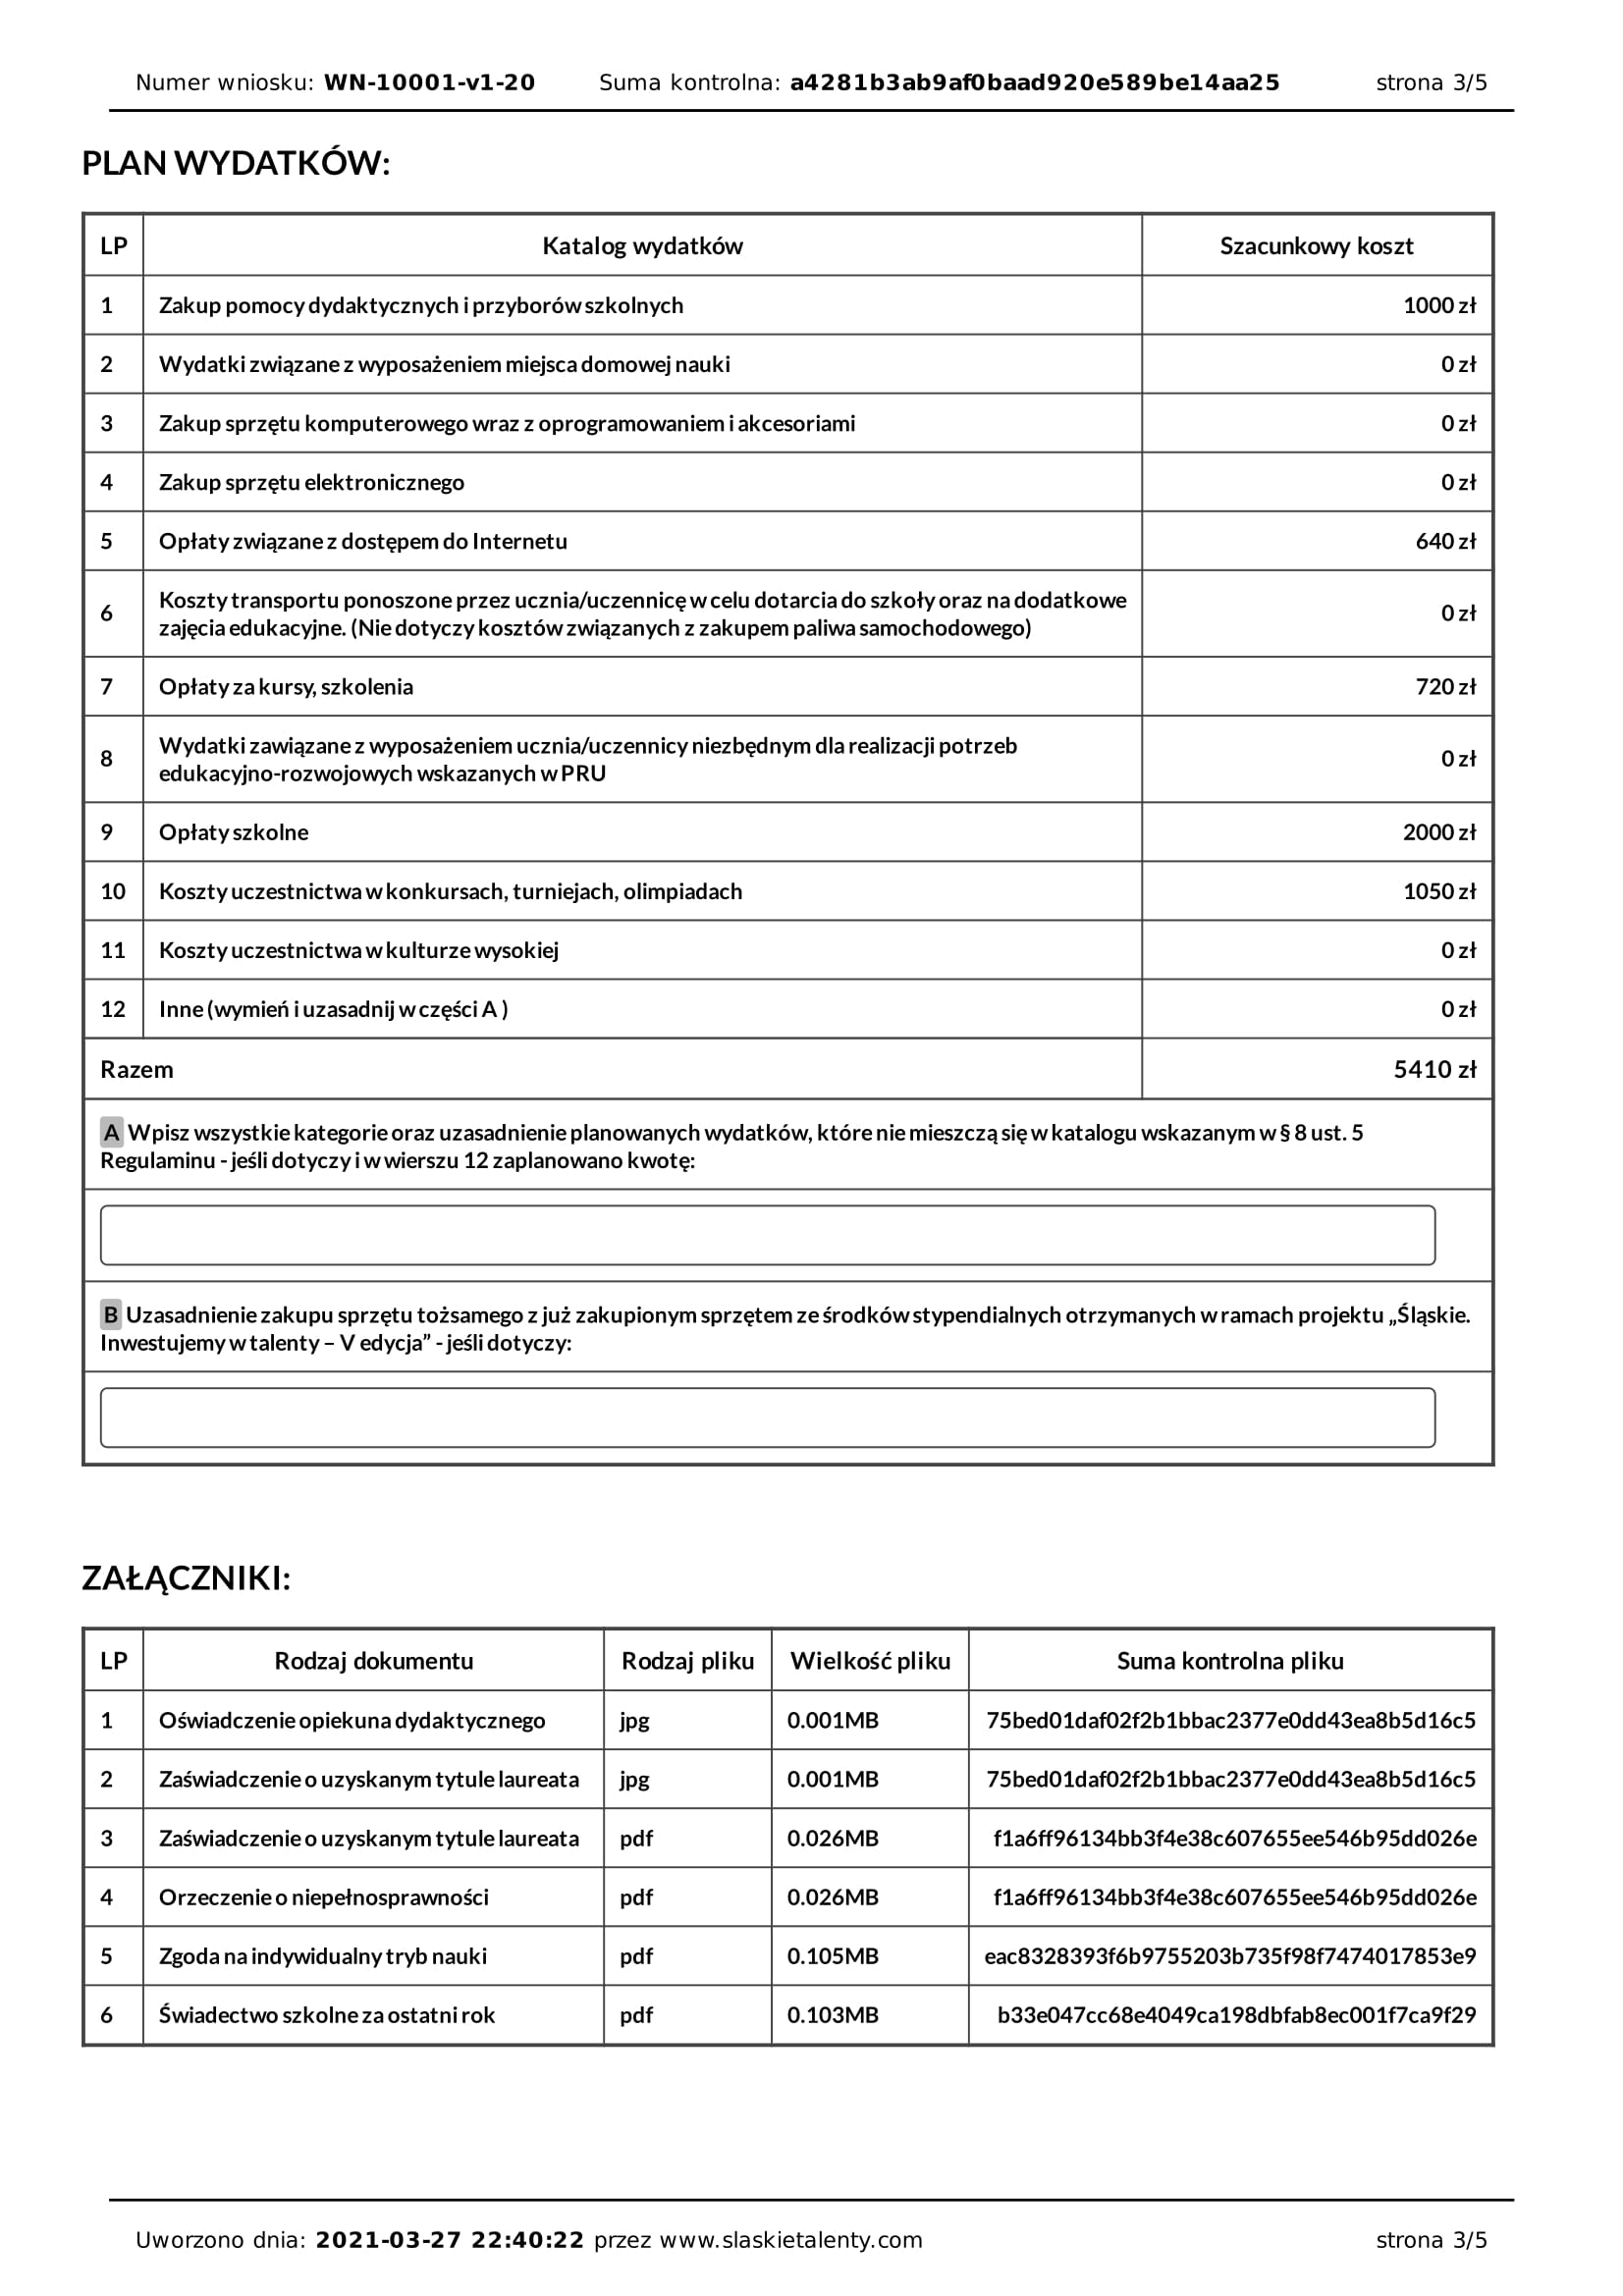 Numer wniosku: WN-10001-v1-20 Suma kontrolna: a4281b3ab9af0baad920e589be14aa25 strona 3/5
PLAN WYDATKÓW:
LP Katalog wydatków Szacunkowy koszt
1 Zakup pomocy dydaktycznych i przyborów szkolnych 1000 zł
2 Wydatki związane z wyposażeniem miejsca domowej nauki 0 zł
3 Zakup sprzętu komputerowego wraz z oprogramowaniem i akcesoriami 0 zł
4 Zakup sprzętu elektronicznego 0 zł
5 Opłaty związane z dostępem do Internetu 640 zł
6 Koszty transportu ponoszone przez ucznia/uczennicę w celu dotarcia do szkoły oraz na dodatkowe
zajęcia edukacyjne. (Nie dotyczy kosztów związanych z zakupem paliwa samochodowego) 0 zł
7 Opłaty za kursy, szkolenia 720 zł
8 Wydatki zawiązane z wyposażeniem ucznia/uczennicy niezbędnym dla realizacji potrzeb
edukacyjno-rozwojowych wskazanych w PRU 0 zł
9 Opłaty szkolne 2000 zł
10 Koszty uczestnictwa w konkursach, turniejach, olimpiadach 1050 zł
11 Koszty uczestnictwa w kulturze wysokiej 0 zł
12 Inne (wymień i uzasadnij w części A ) 0 zł
Razem 5410 zł
A Wpisz wszystkie kategorie oraz uzasadnienie planowanych wydatków, które nie mieszczą się w katalogu wskazanym w § 8 ust. 5
Regulaminu - jeśli dotyczy i w wierszu 12 zaplanowano kwotę:
B Uzasadnienie zakupu sprzętu tożsamego z już zakupionym sprzętem ze środków stypendialnych otrzymanych w ramach projektu „Śląskie.
Inwestujemy w talenty – V edycja” - jeśli dotyczy:
ZAŁĄCZNIKI:
LP Rodzaj dokumentu Rodzaj pliku Wielkość pliku Suma kontrolna pliku
1 Oświadczenie opiekuna dydaktycznego jpg 0.001MB 75bed01daf02f2b1bbac2377e0dd43ea8b5d16c5
2 Zaświadczenie o uzyskanym tytule laureata jpg 0.001MB 75bed01daf02f2b1bbac2377e0dd43ea8b5d16c5
3 Zaświadczenie o uzyskanym tytule laureata pdf 0.026MB f1a6ff96134bb3f4e38c607655ee546b95dd026e
4 Orzeczenie o niepełnosprawności pdf 0.026MB f1a6ff96134bb3f4e38c607655ee546b95dd026e
5 Zgoda na indywidualny tryb nauki pdf 0.105MB eac8328393f6b9755203b735f98f7474017853e9
6 Świadectwo szkolne za ostatni rok pdf 0.103MB b33e047cc68e4049ca198dbfab8ec001f7ca9f29
Uworzono dnia: 2021-03-27 22:40:22 przez www.slaskietalenty.com strona 3/5